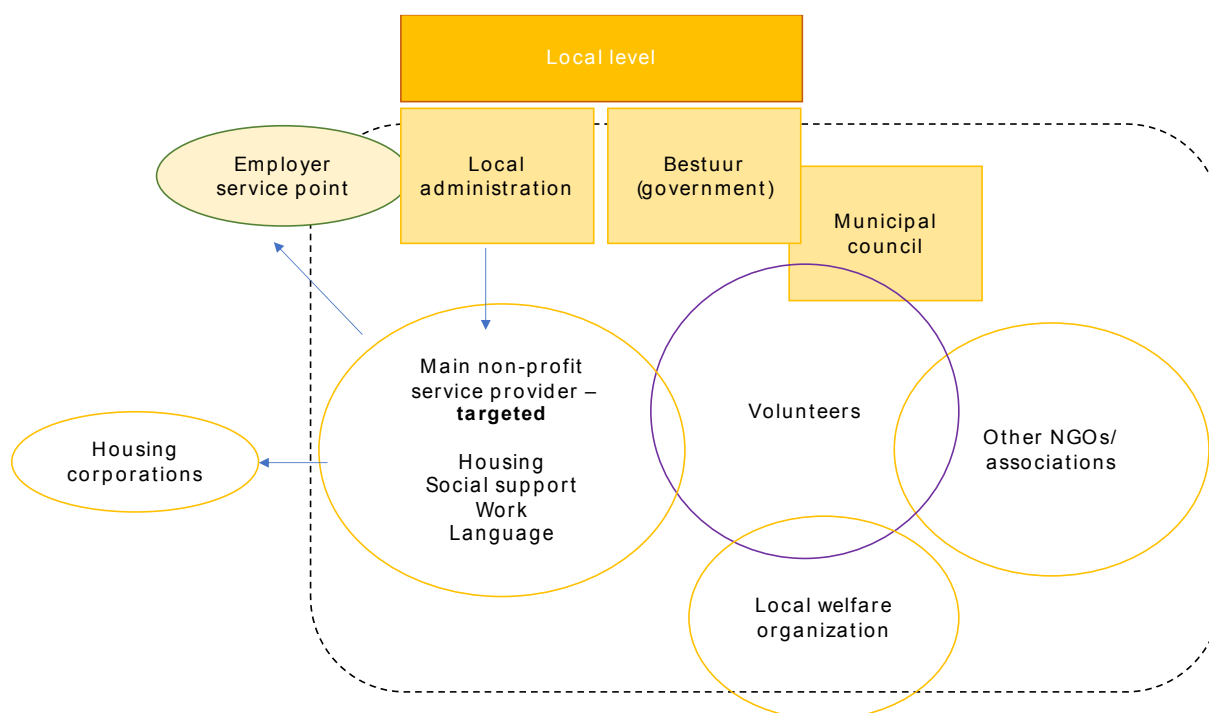 Local level
Employer
service point
Local
administration
Bestuur
(government)
Municipal
council
Main non-profit
service provider –
targeted
Housing
Social support
Work
Language
Volunteers
Other NGOs/
associations
Housing
corporations
Local welfare
organization